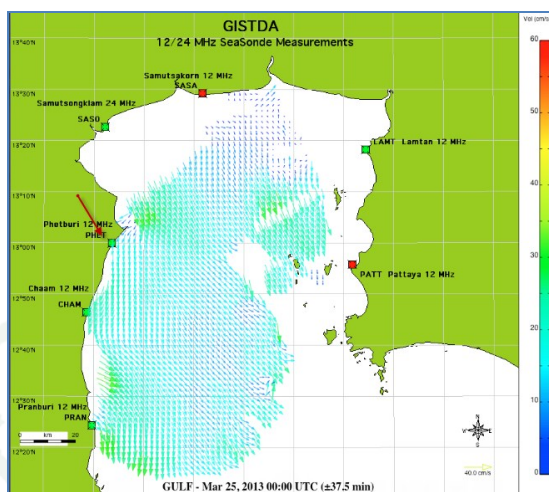 GISTDA
12/24 MHz SeaSonde Measurements
Vel (cm/s)
60
50
40
30
20
10
0
13°40'N
13°30'N
13°20'N
13°10'N
13°00'N
12°50'N
12°40'N
12°30'N
12°20'N
Samutsakorn 12 MHz
SASA
Samutsongklam 24 MHz
SASO
LAMT Lamtan 12 MHz
Phetburi 12 MHz
PHET
PATT Pattaya 12 MHz
Chaam 12 MHz
CHAM
Pranburi 12 MHz
PRAN
km
0 20
N
W E
S
40.0 cm/s
GULF - Mar 25, 2013 00:00 UTC (±37.5 min)